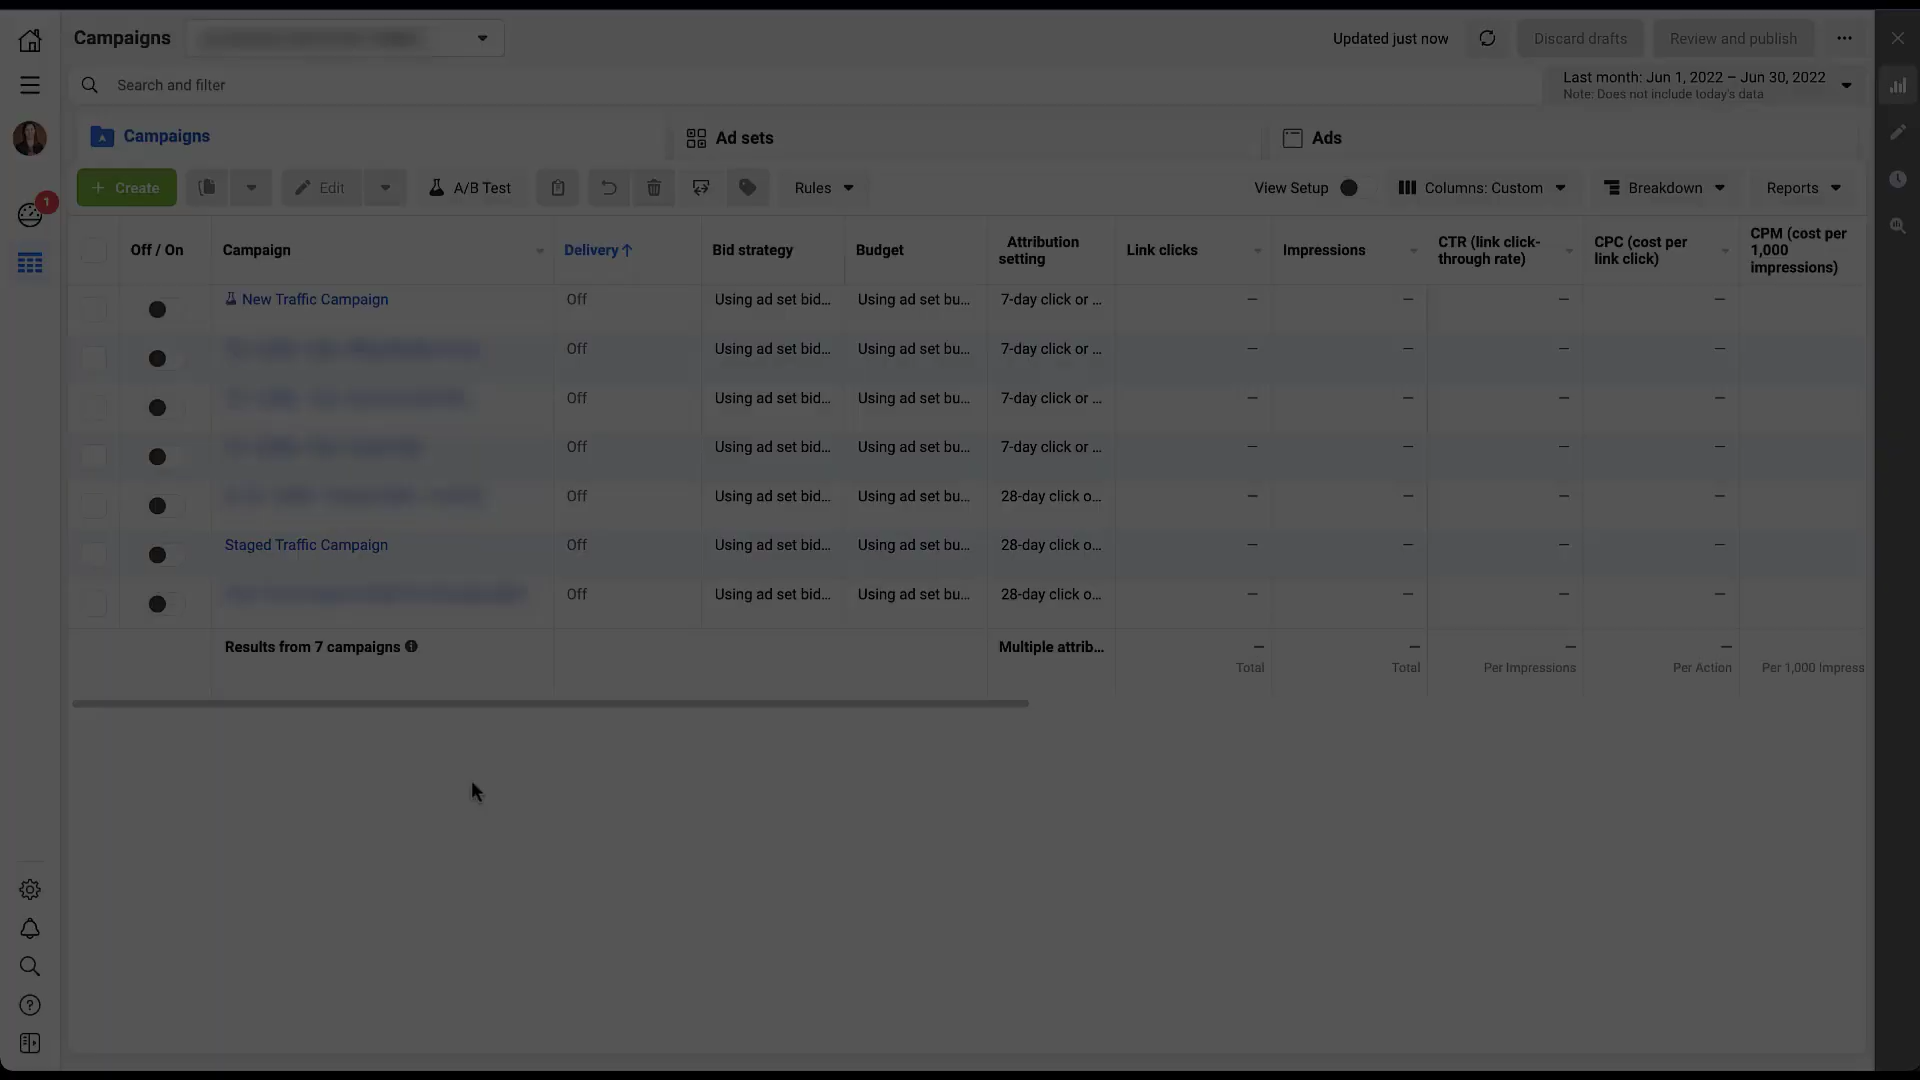 Campaigns
Updated just now
Discard drafts
Review and publish
Search and filter
Last month: Jun 1, 2022 – Jun 30, 2022
Note: Does not include today's data
Campaigns
Ad sets
Ads
+ Create
Edit
A/B Test
Rules
View Setup
Columns: Custom
Breakdown
Reports
1
Off / On
Campaign
Delivery ↑
Bid strategy
Budget
Attribution
setting
Link clicks
Impressions
CTR (link click-
through rate)
CPC (cost per
link click)
CPM (cost per
1,000
impressions)
New Traffic Campaign
Off
Using ad set bid...
Using ad set bu...
7-day click or ...
—
—
—
—
Off
Using ad set bid...
Using ad set bu...
7-day click or ...
—
—
—
—
Off
Using ad set bid...
Using ad set bu...
7-day click or ...
—
—
—
—
Off
Using ad set bid...
Using ad set bu...
7-day click or ...
—
—
—
—
Off
Using ad set bid...
Using ad set bu...
28-day click o...
—
—
—
—
Staged Traffic Campaign
Off
Using ad set bid...
Using ad set bu...
28-day click o...
—
—
—
—
Off
Using ad set bid...
Using ad set bu...
28-day click o...
—
—
—
—
Results from 7 campaigns
Multiple attrib...
—
Total
—
Total
—
Per Impressions
—
Per Action
Per 1,000 Impress